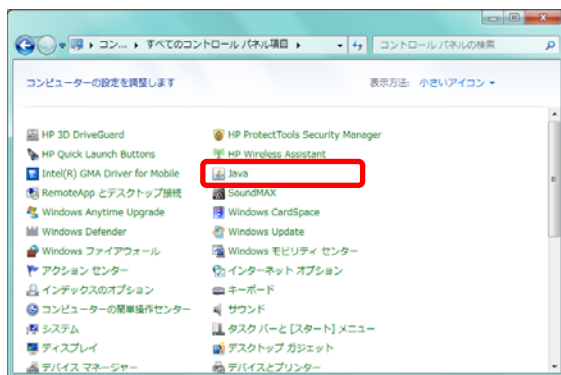 コン... すべてのコントロール パネル項目
コントロール パネルの検索
コンピューターの設定を調整します
表示方法: 小さいアイコン
HP 3D DriveGuard
HP ProtectTools Security Manager
HP Quick Launch Buttons
HP Wireless Assistant
Intel(R) GMA Driver for Mobile
Java
RemoteApp とデスクトップ接続
SoundMAX
Windows Anytime Upgrade
Windows CardSpace
Windows Defender
Windows Update
Windows ファイアウォール
Windows モビリティ センター
アクション センター
インターネット オプション
インデックスのオプション
キーボード
コンピューターの簡単操作センター
サウンド
システム
タスク バーと [スタート] メニュー
ディスプレイ
デスクトップ ガジェット
デバイス マネージャー
デバイスとプリンター